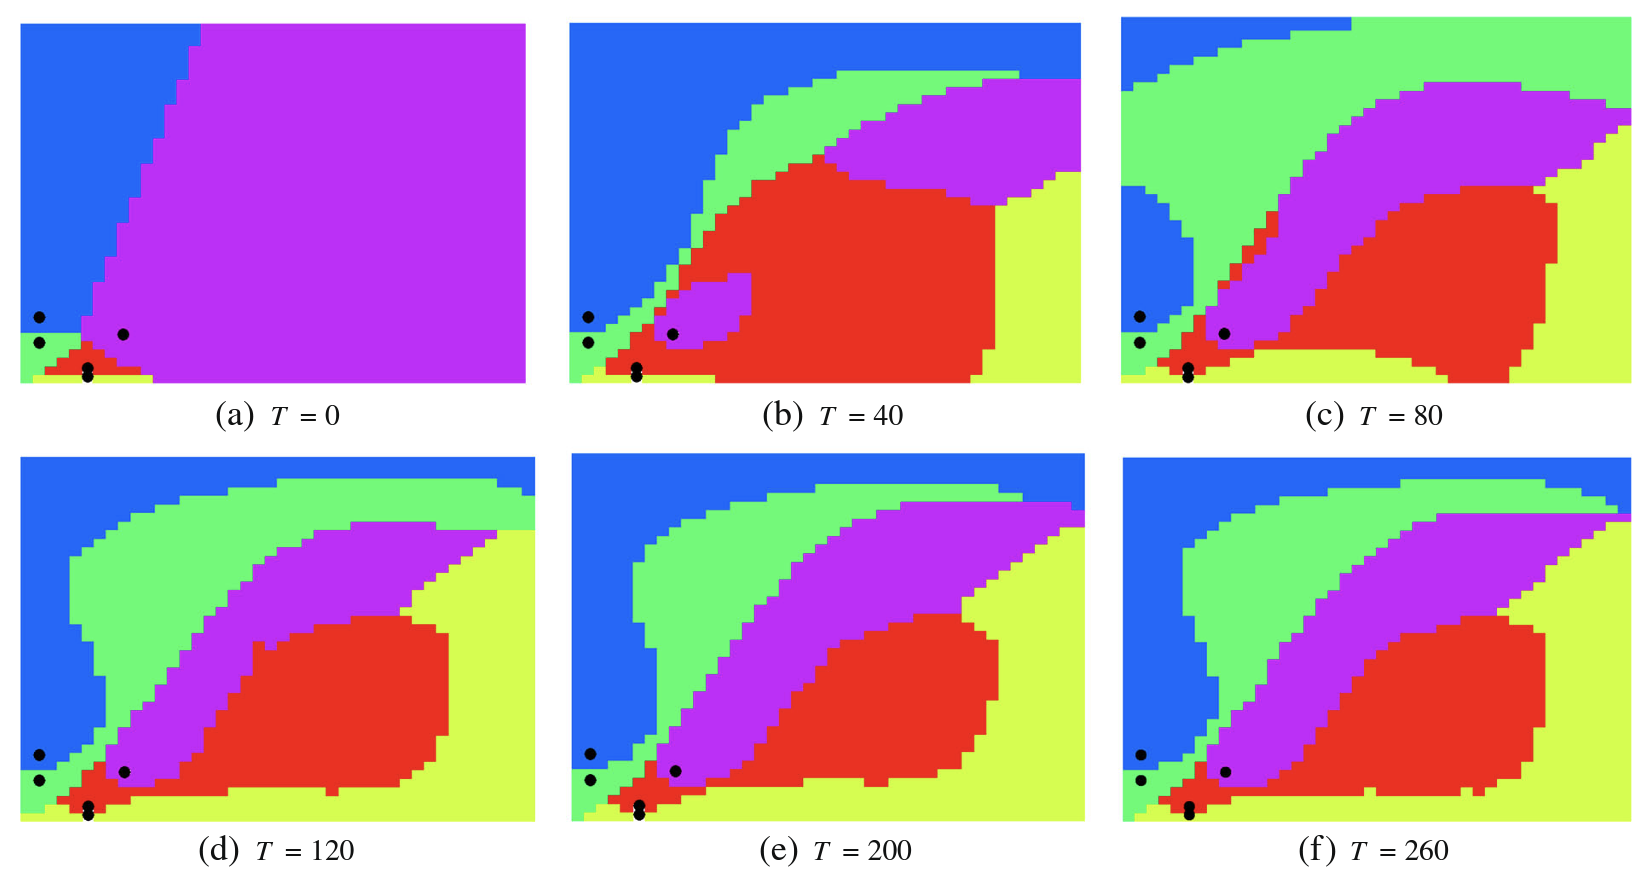 (a) T = 0
(b) T = 40
(c) T = 80
(d) T = 120
(e) T = 200
(f) T = 260